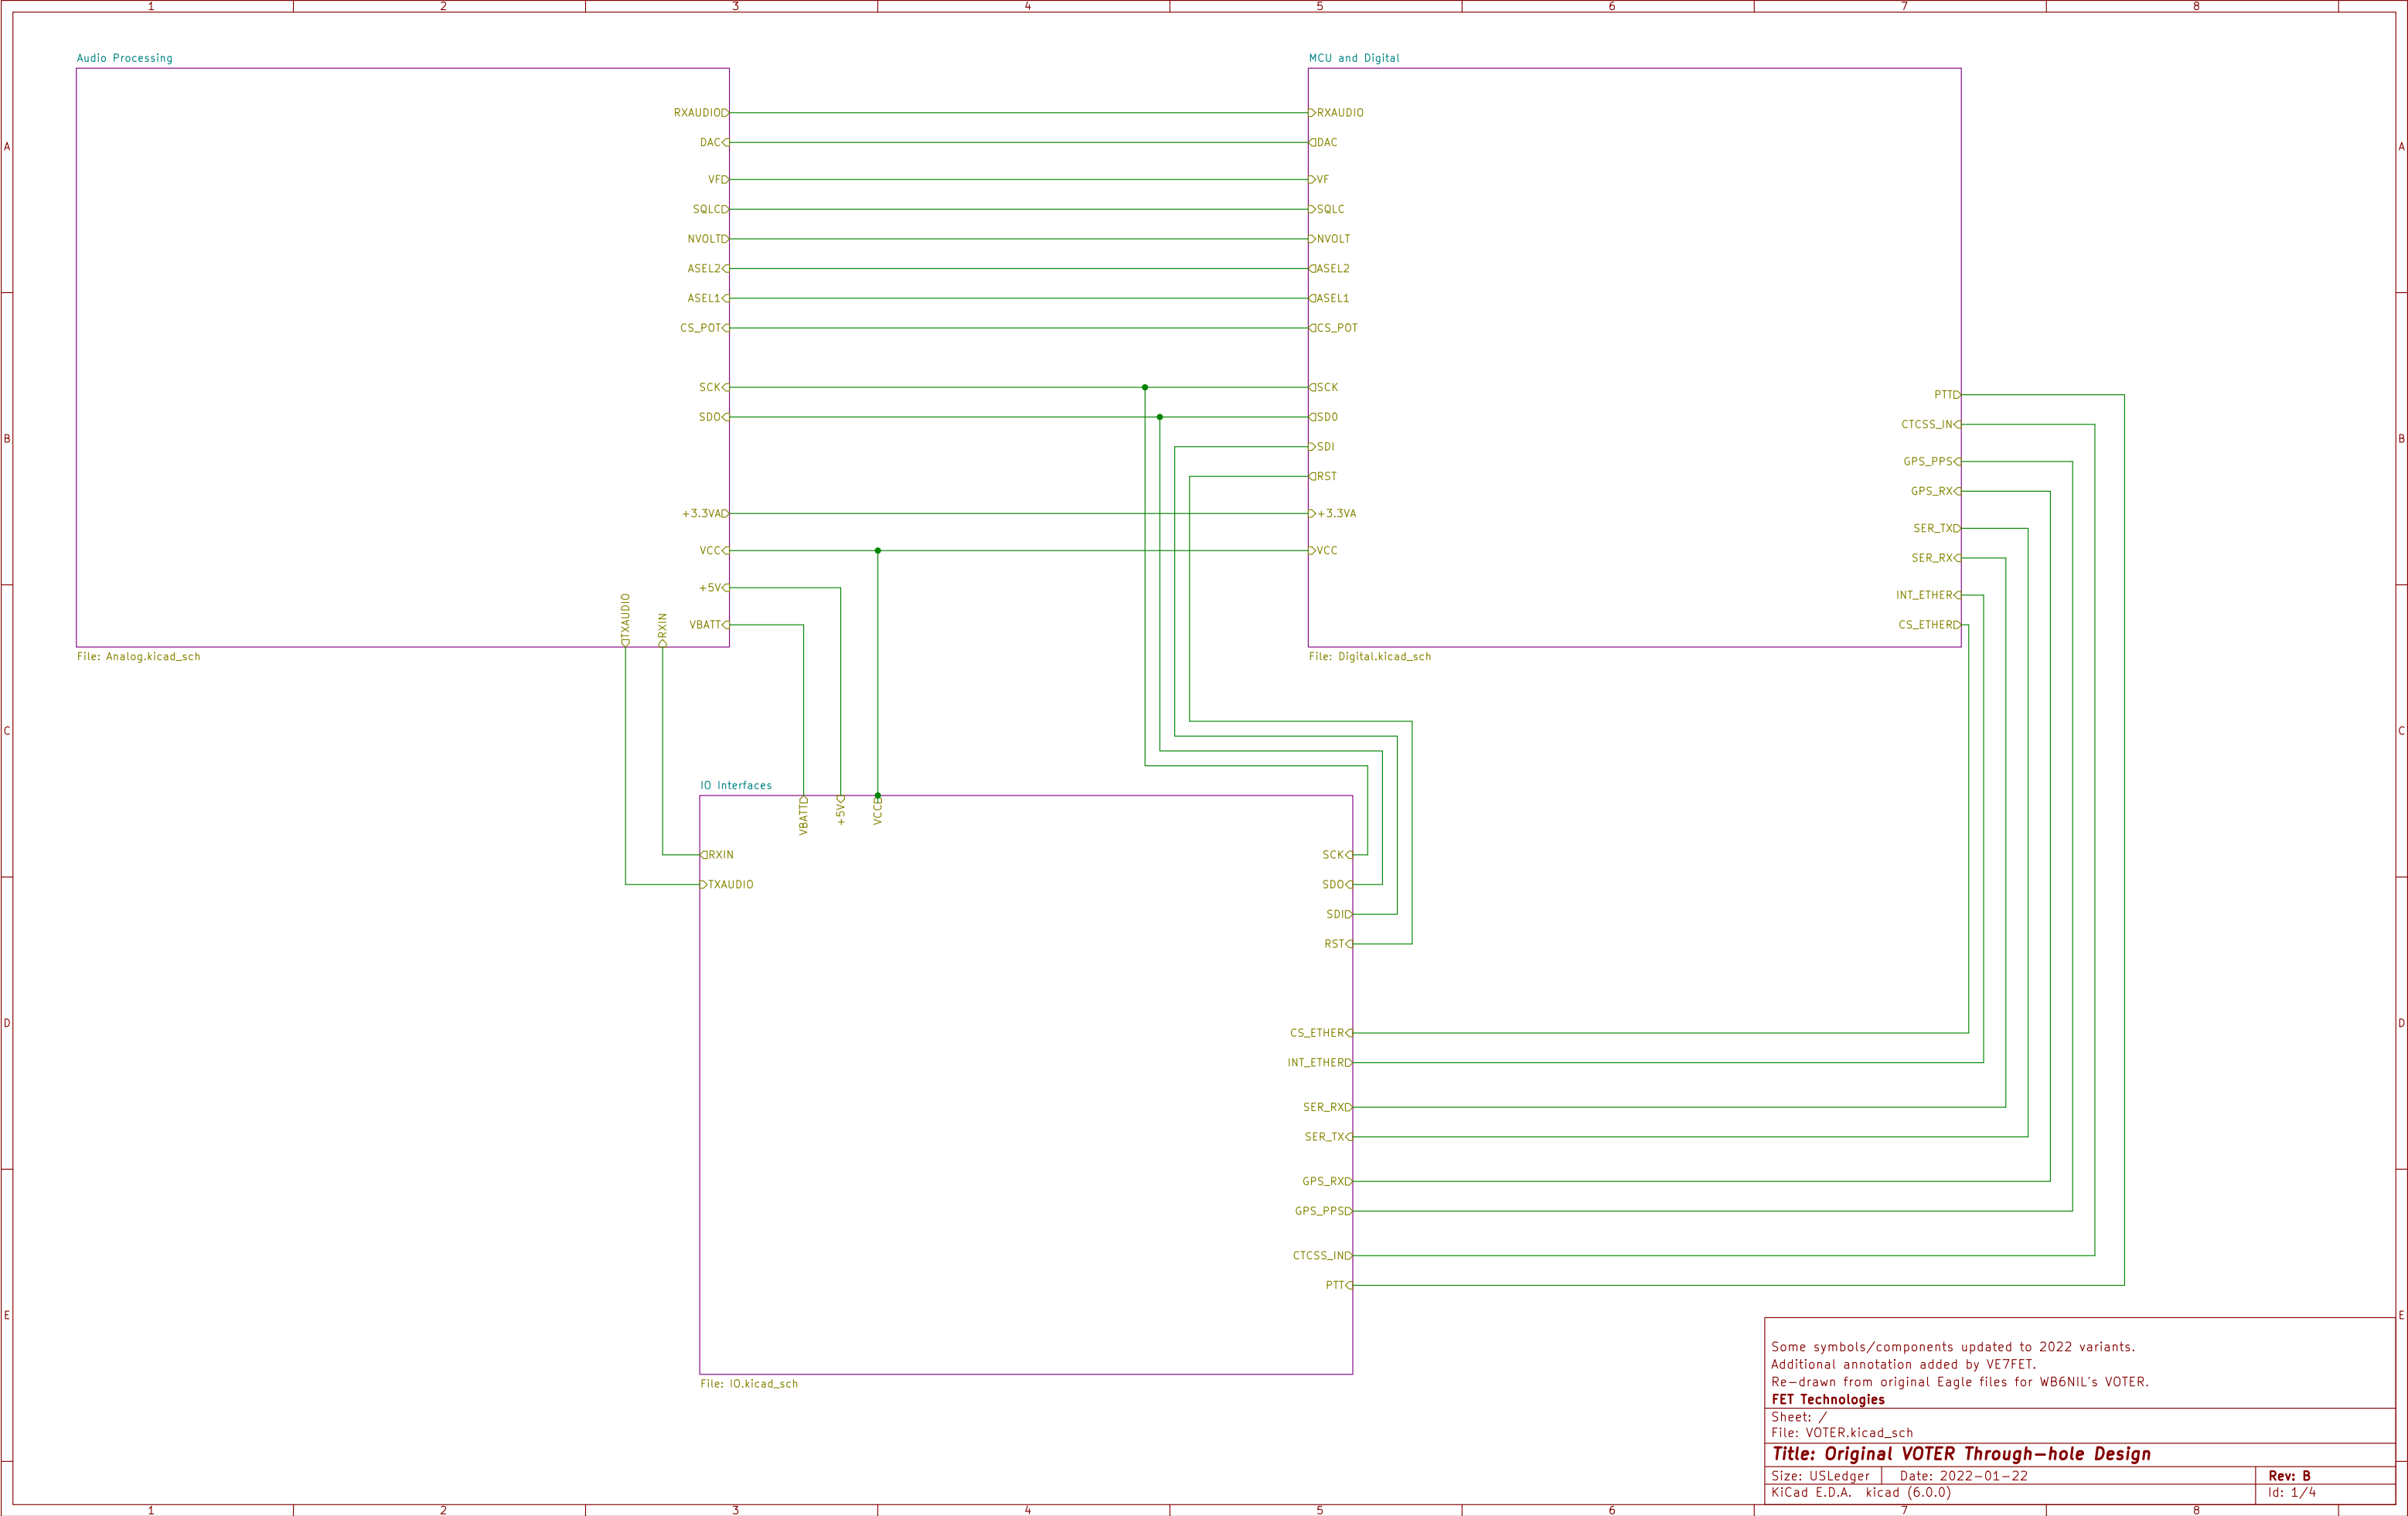 1 2 3 4 5 6 7 8
A A
B B
C C
D D
E E
Audio Processing
RXAUDIO
DAC
VF
SQLC
NVOLT
ASEL2
ASEL1
CS_POT
SCK
SDO
+3.3VA
VCC
+5V
VBATT
TXAUDIO
RXIN
File: Analog.kicad_sch
MCU and Digital
RXAUDIO
DAC
VF
SQLC
NVOLT
ASEL2
ASEL1
CS_POT
SCK
SDO
SDI
RST
+3.3VA
VCC
PTT
CTCSS_IN
GPS_PPS
GPS_RX
SER_TX
SER_RX
INT_ETHER
CS_ETHER
File: Digital.kicad_sch
IO Interfaces
VBATT
+5V
VCC
RXIN
TXAUDIO
SCK
SDO
SDI
RST
CS_ETHER
INT_ETHER
SER_RX
SER_TX
GPS_RX
GPS_PPS
CTCSS_IN
PTT
File: IO.kicad_sch
Some symbols/components updated to 2022 variants.
Additional annotation added by VE7FET.
Re-drawn from original Eagle files for WB6NIL's VOTER.
FET Technologies
Sheet: /
File: VOTER.kicad_sch
Title: Original VOTER Through-hole Design
Size: USLedger Date: 2022-01-22 Rev: B
KiCad E.D.A. kicad (6.0.0) Id: 1/4
1 2 3 4 5 6 7 8